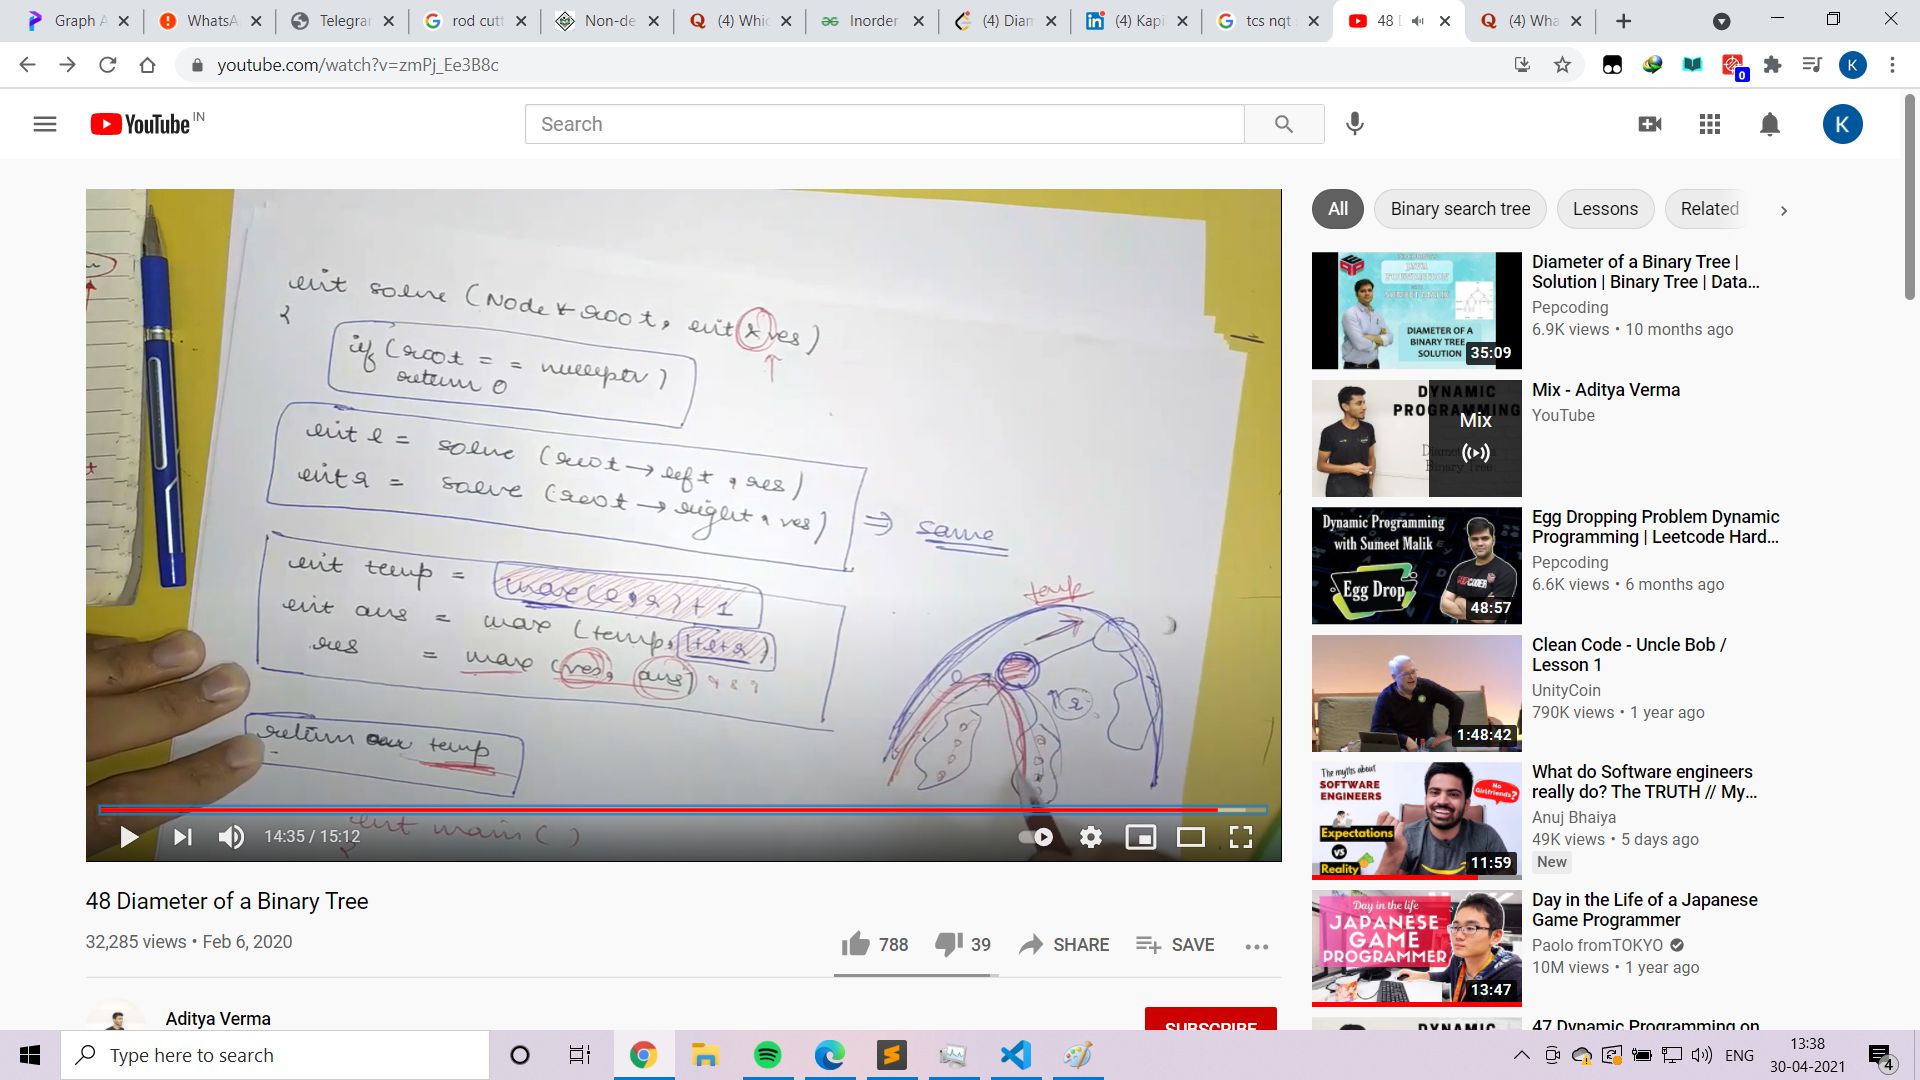 Graph A
WhatsA
Telegram
rod cutt
Non-de
(4) Whic
Inorder
(4) Diam
(4) Kapi
tcs nqt
48
(4) Wha
youtube.com/watch?v=zmPj_Ee3B8c
0
K
YouTube IN
Search
K
int solve (Node * root, int & res)
{
if (root == nullptr)
return 0
int l = solve (root → left, res)
int r = solve (root → right, res)
⇒ same
int temp = max(l, r) + 1
int ans = max (temp, 1+l+r)
res = max (res, ans)
return temp
temp
int main ( )
{
14:35 / 15:12
48 Diameter of a Binary Tree
32,285 views • Feb 6, 2020
788
39
SHARE
SAVE
Aditya Verma
SUBSCRIBE
All
Binary search tree
Lessons
Related
DIAMETER OF A
BINARY TREE
SOLUTION
35:09
Diameter of a Binary Tree |
Solution | Binary Tree | Data...
Pepcoding
6.9K views • 10 months ago
DYNAMIC
PROGRAMMING
Mix
Mix - Aditya Verma
YouTube
Dynamic Programming
with Sumeet Malik
Egg Drop
48:57
Egg Dropping Problem Dynamic
Programming | Leetcode Hard...
Pepcoding
6.6K views • 6 months ago
1:48:42
Clean Code - Uncle Bob /
Lesson 1
UnityCoin
790K views • 1 year ago
The myths about
SOFTWARE
ENGINEERS
No
Girlfriends?
Expectations
vs
Reality
11:59
What do Software engineers
really do? The TRUTH // My...
Anuj Bhaiya
49K views • 5 days ago
New
Day in the life
JAPANESE
GAME
PROGRAMMER
13:47
Day in the Life of a Japanese
Game Programmer
Paolo fromTOKYO
10M views • 1 year ago
47 Dynamic Programming on
Type here to search
ENG
13:38
30-04-2021
4